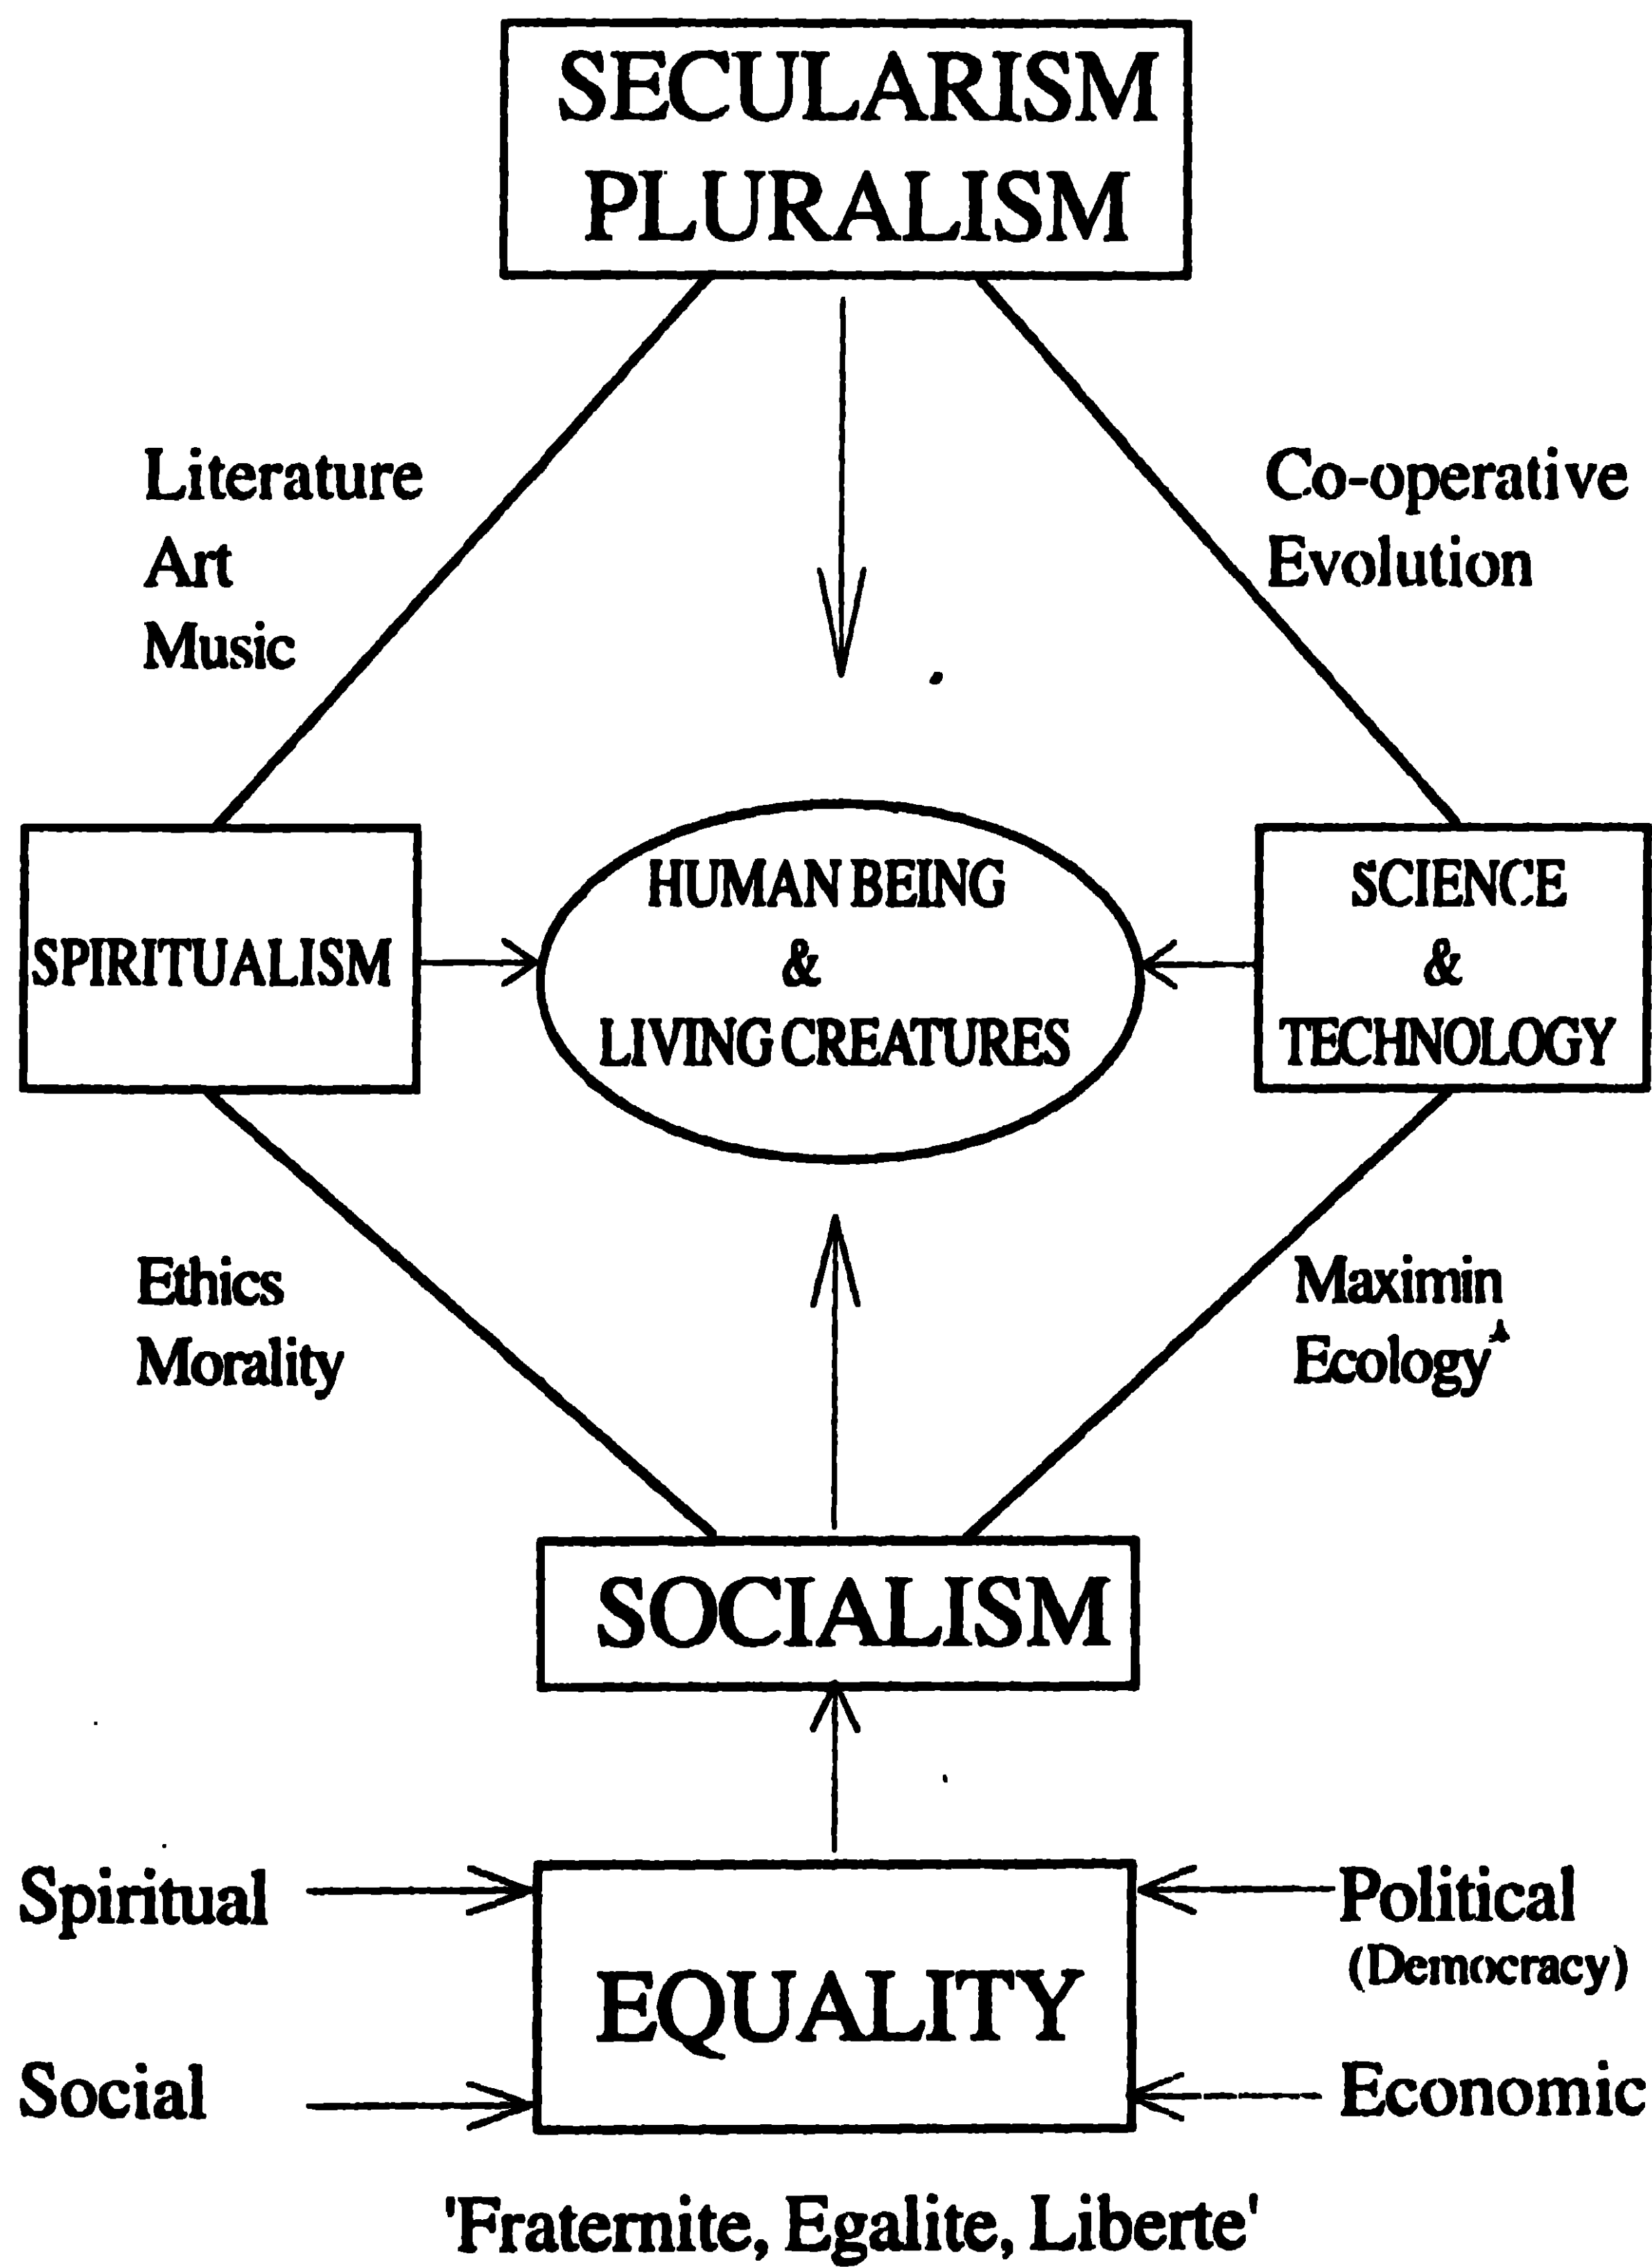 SECULARISM
PLURALISM
Literature
Art
Music
Co-operative
Evolution
SPIRITUALISM
HUMAN BEING
&
LIVING CREATURES
SCIENCE
&
TECHNOLOGY
Ethics
Morality
Maximin
Ecology
SOCIALISM
Spiritual
Social
EQUALITY
Political
(Democracy)
Economic
'Fraternite, Egalite, Liberte'